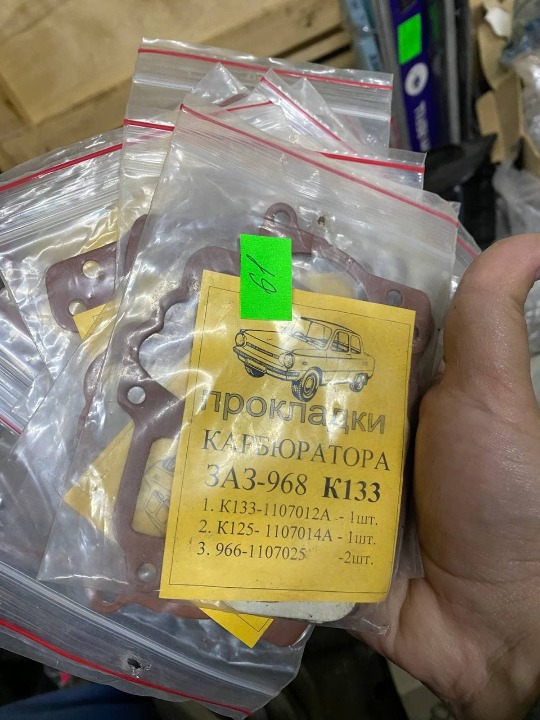 61
прокладки
КАРБЮРАТОРА
ЗАЗ-968 К133
1. К133-1107012А - 1шт.
2. К125- 1107014А - 1шт.
3. 966-1107025 -2шт.